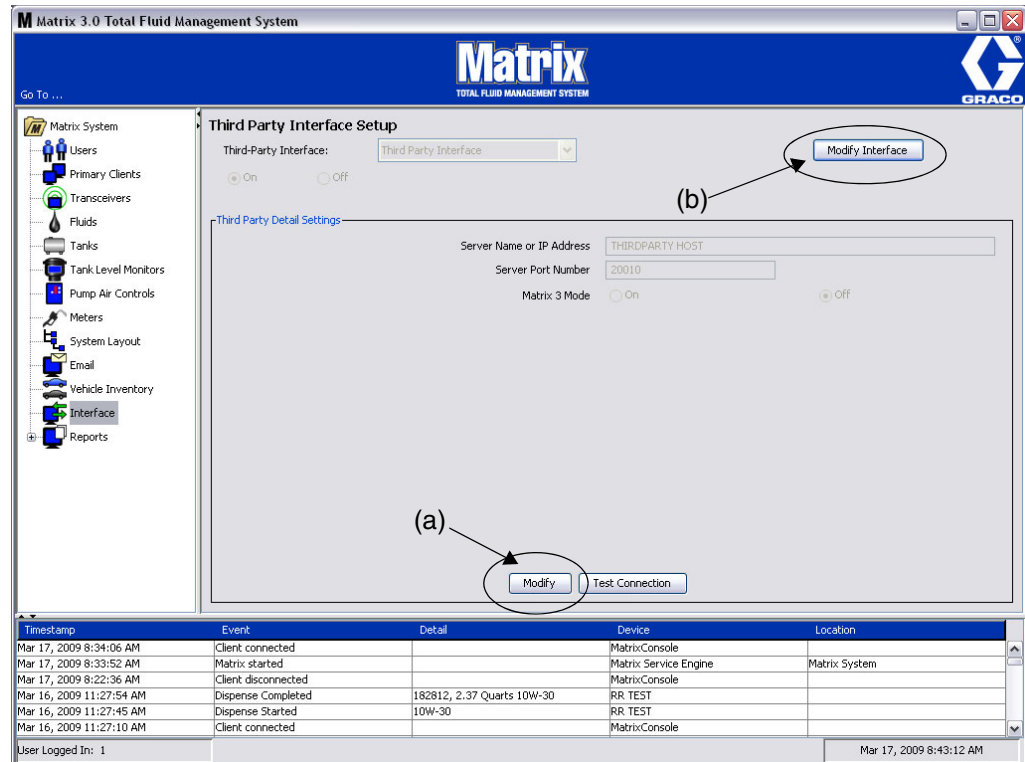 M Matrix 3.0 Total Fluid Management System
Matrix
TOTAL FLUID MANAGEMENT SYSTEM
Go To ...
GRACO
®
Matrix System
Users
Primary Clients
Transceivers
Fluids
Tanks
Tank Level Monitors
Pump Air Controls
Meters
System Layout
Email
Vehicle Inventory
Interface
Reports
Third Party Interface Setup
Third-Party Interface: Third Party Interface
Modify Interface
On Off
(b)
Third Party Detail Settings
Server Name or IP Address THIRDPARTY HOST
Server Port Number 20010
Matrix 3 Mode On Off
(a)
Modify Test Connection
Timestamp Event Detail Device Location
Mar 17, 2009 8:34:06 AM Client connected MatrixConsole
Mar 17, 2009 8:33:52 AM Matrix started Matrix Service Engine Matrix System
Mar 17, 2009 8:22:36 AM Client disconnected MatrixConsole
Mar 16, 2009 11:27:54 AM Dispense Completed 182812, 2.37 Quarts 10W-30 RR TEST
Mar 16, 2009 11:27:45 AM Dispense Started 10W-30 RR TEST
Mar 16, 2009 11:27:10 AM Client connected MatrixConsole
User Logged In: 1 Mar 17, 2009 8:43:12 AM